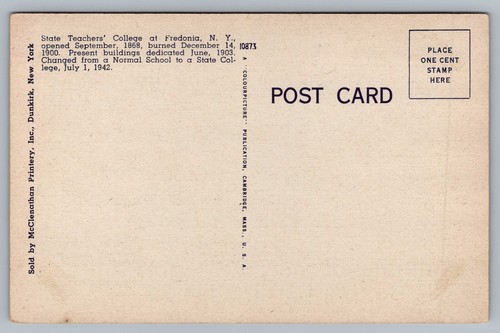 State Teachers' College at Fredonia, N. Y.,
opened September, 1868, burned December 14,
1900. Present buildings dedicated June, 1903.
Changed from a Normal School to a State Col-
lege, July 1, 1942.
10873
POST CARD
PLACE
ONE CENT
STAMP
HERE
Sold by McClenathan Printery, Inc., Dunkirk, New York
A "COLOURPICTURE" PUBLICATION, CAMBRIDGE, MASS., U. S. A.